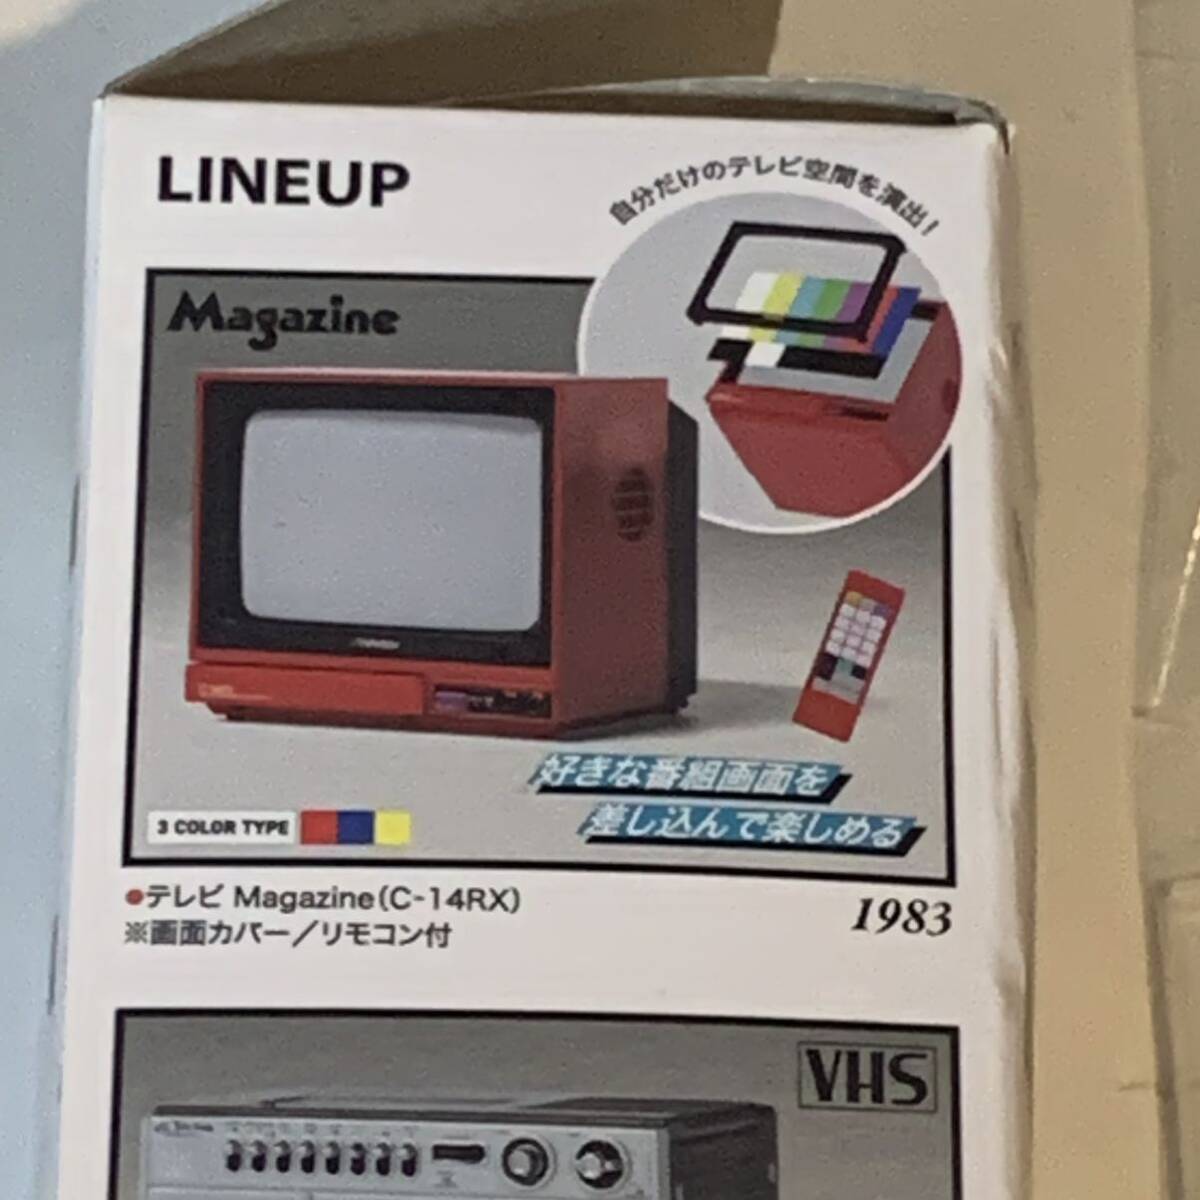 LINEUP
自分だけのテレビ空間を演出!
Magazine
好きな番組画面を
差し込んで楽しめる
3 COLOR TYPE
●テレビ Magazine(C-14RX)
※画面カバー/リモコン付
1983
VHS